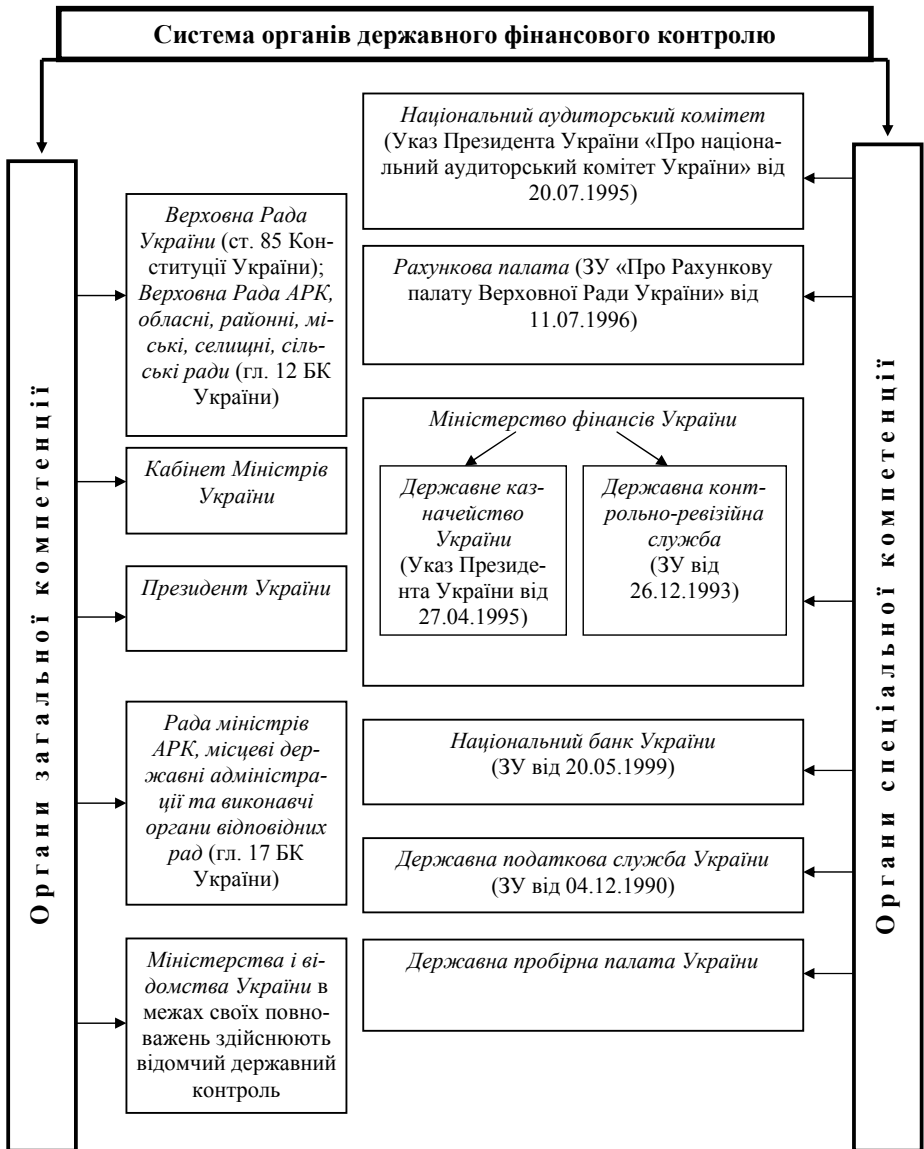 Система органів державного фінансового контролю
Органи загальної компетенції
Верховна Рада
України (ст. 85 Кон-
ституції України);
Верховна Рада АРК,
обласні, районні, мі-
ські, селищні, сіль-
ські ради (гл. 12 БК
України)
Кабінет Міністрів
України
Президент України
Рада міністрів
АРК, місцеві дер-
жавні адміністра-
ції та виконавчі
органи відповідних
рад (гл. 17 БК
України)
Міністерства і ві-
домства України в
межах своїх повно-
важень здійснюють
відомчий державний
контроль
Національний аудиторський комітет
(Указ Президента України «Про націона-
льний аудиторський комітет України» від
20.07.1995)
Рахункова палата (ЗУ «Про Рахункову
палату Верховної Ради України» від
11.07.1996)
Міністерство фінансів України
Державне каз-
начейство
України
(Указ Президе-
нта України від
27.04.1995)
Державна конт-
рольно-ревізійна
служба
(ЗУ від
26.12.1993)
Національний банк України
(ЗУ від 20.05.1999)
Державна податкова служба України
(ЗУ від 04.12.1990)
Державна пробірна палата України
Органи спеціальної компетенції